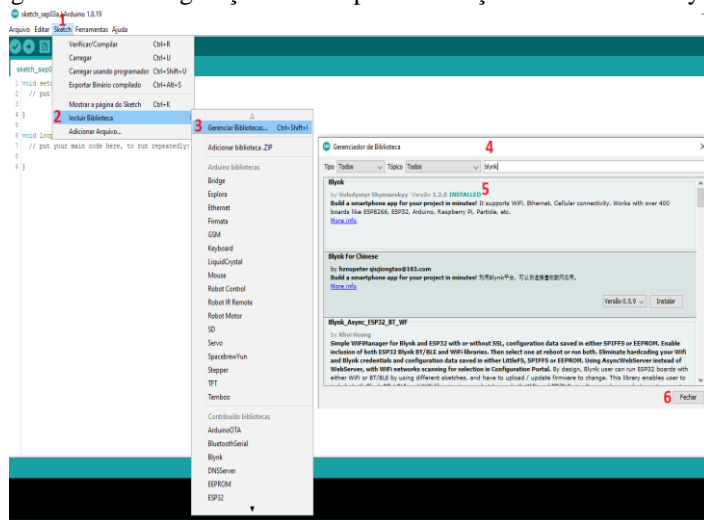 sketch_sep03a | Arduino 1.8.19
1
Arquivo Editar Sketch Ferramentas Ajuda
Verificar/Compilar Ctrl+R
Carregar Ctrl+U
Carregar usando programador Ctrl+Shift+U
Exportar Binário compilado Ctrl+Alt+S
Mostrar a página do Sketch Ctrl+K
2 Incluir Biblioteca
Adicionar Arquivo...
sketch_sep0
1 void set
2 // put
3
4 }
5
6 void loo
7 // put your main code here, to run repeatedly:
8
9 }
3 Gerenciar Bibliotecas... Ctrl+Shift+I
Adicionar biblioteca .ZIP
Arduino bibliotecas
Bridge
Esplora
Ethernet
Firmata
GSM
Keyboard
LiquidCrystal
Mouse
Robot Control
Robot IR Remote
Robot Motor
SD
Servo
SpacebrewYun
Stepper
TFT
Temboo
Contribuído bibliotecas
ArduinoOTA
BluetoothSerial
Blynk
DNSServer
EEPROM
ESP32
Gerenciador de Biblioteca 4
Tipo Todos Tópico Todos blynk
Blynk 5
by Volodymyr Shymanskyy Versão 1.2.0 INSTALLED
Build a smartphone app for your project in minutes! It supports WiFi, Ethernet, Cellular connectivity. Works with over 400
boards like ESP8266, ESP32, Arduino, Raspberry Pi, Particle, etc.
More info
Blynk For Chinese
by hznupeter qiujiongtao@163.com
Build a smartphone app for your project in minutes!
More info
Versão 0.5.9 Instalar
Blynk_Async_ESP32_BT_WF
by Khoi Hoang
Simple WiFiManager for Blynk and ESP32 with or without SSL, configuration data saved in either SPIFFS or EEPROM. Enable
inclusion of both ESP32 Blynk BT/BLE and WiFi libraries. Then select one at reboot or run both. Eliminate hardcoding your Wifi
and Blynk credentials and configuration data saved in either LittleFS, SPIFFS or EEPROM. Using AsyncWebServer instead of
WebServer, with WiFi networks scanning for selection in Configuration Portal. By design, Blynk user can run ESP32 boards with
either WiFi or BT/BLE by using different sketches, and have to upload / update firmware to change. This library enables user to
6 Fechar